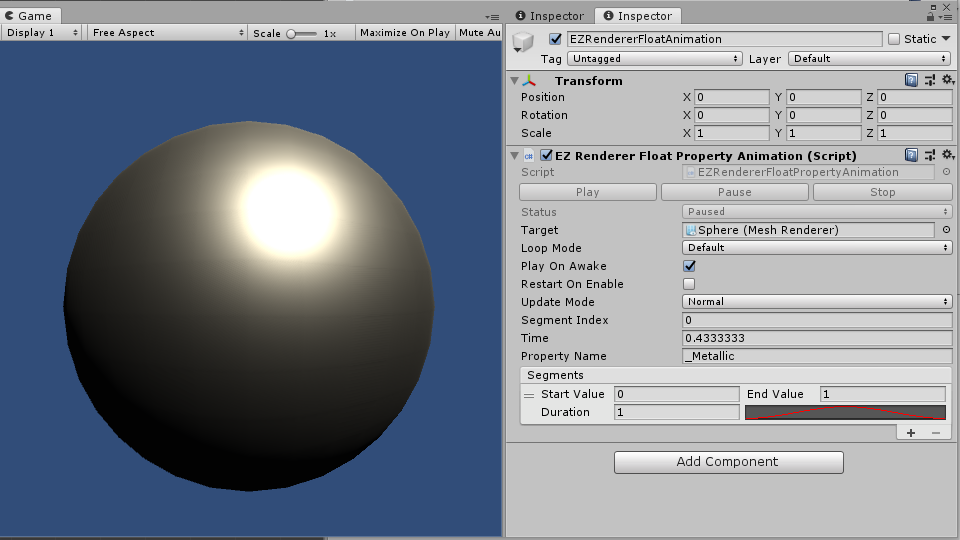 Game
Display 1 Free Aspect Scale 1x Maximize On Play Mute Au
Inspector Inspector
EZRendererFloatAnimation Static
Tag Untagged Layer Default
Transform
Position X 0 Y 0 Z 0
Rotation X 0 Y 0 Z 0
Scale X 1 Y 1 Z 1
EZ Renderer Float Property Animation (Script)
Script EZRendererFloatPropertyAnimation
Play Pause Stop
Status Paused
Target Sphere (Mesh Renderer)
Loop Mode Default
Play On Awake
Restart On Enable
Update Mode Normal
Segment Index 0
Time 0.4333333
Property Name _Metallic
Segments
Start Value 0 End Value 1
Duration 1
+ −
Add Component